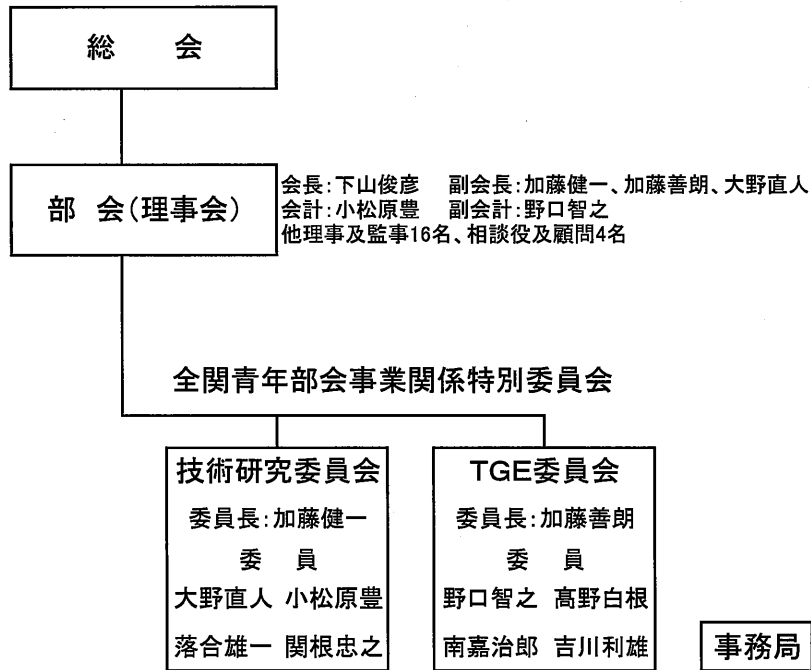 総　会
部 会(理事会)
会長:下山俊彦　副会長:加藤健一、加藤善朗、大野直人
会計:小松原豊　副会計:野口智之
他理事及監事16名、相談役及顧問4名
全関青年部会事業関係特別委員会
技術研究委員会
委員長:加藤健一
委　員
大野直人 小松原豊
落合雄一 関根忠之
TGE委員会
委員長:加藤善朗
委　員
野口智之 髙野白根
南嘉治郎 吉川利雄
事務局